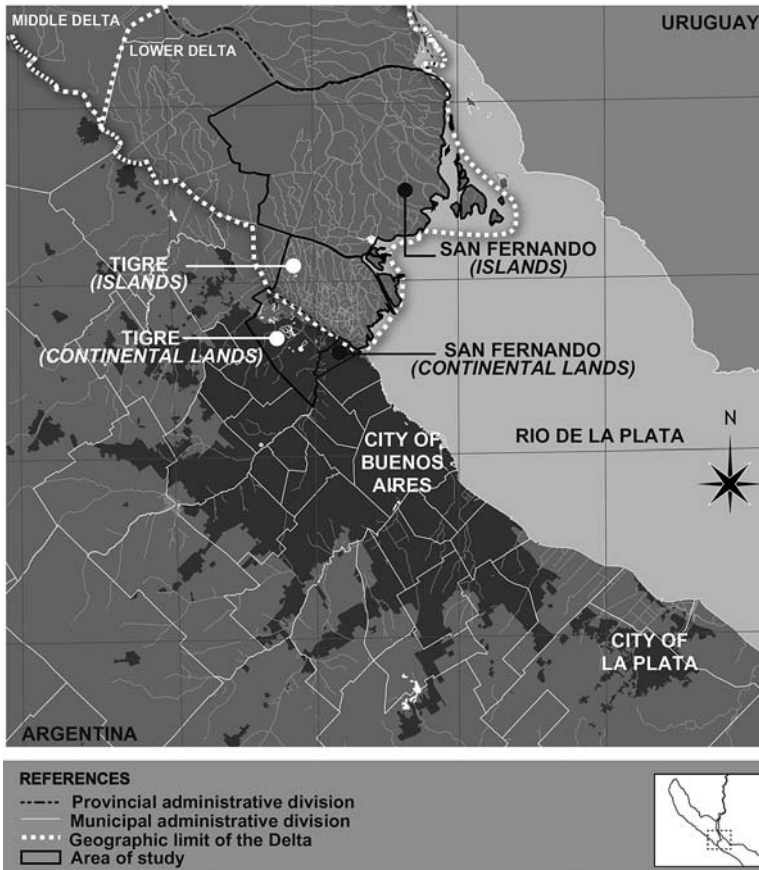 MIDDLE DELTA
URUGUAY
LOWER DELTA
TIGRE
(ISLANDS)
SAN FERNANDO
(ISLANDS)
TIGRE
(CONTINENTAL LANDS)
SAN FERNANDO
(CONTINENTAL LANDS)
CITY OF
BUENOS
AIRES
RIO DE LA PLATA
N
CITY OF
LA PLATA
ARGENTINA
REFERENCES
Provincial administrative division
Municipal administrative division
Geographic limit of the Delta
Area of study